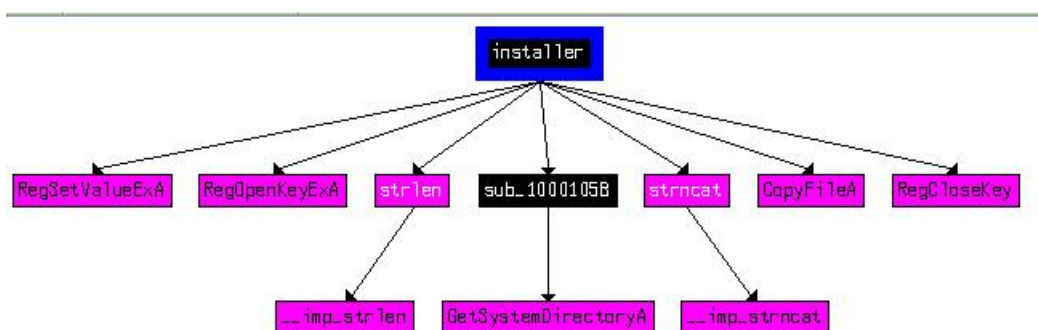 installer
RegSetValueExA RegOpenKeyExA strlen sub_1000105B strncat CopyFileA RegCloseKey
__imp_strlen GetSystemDirectoryA __imp_strncat